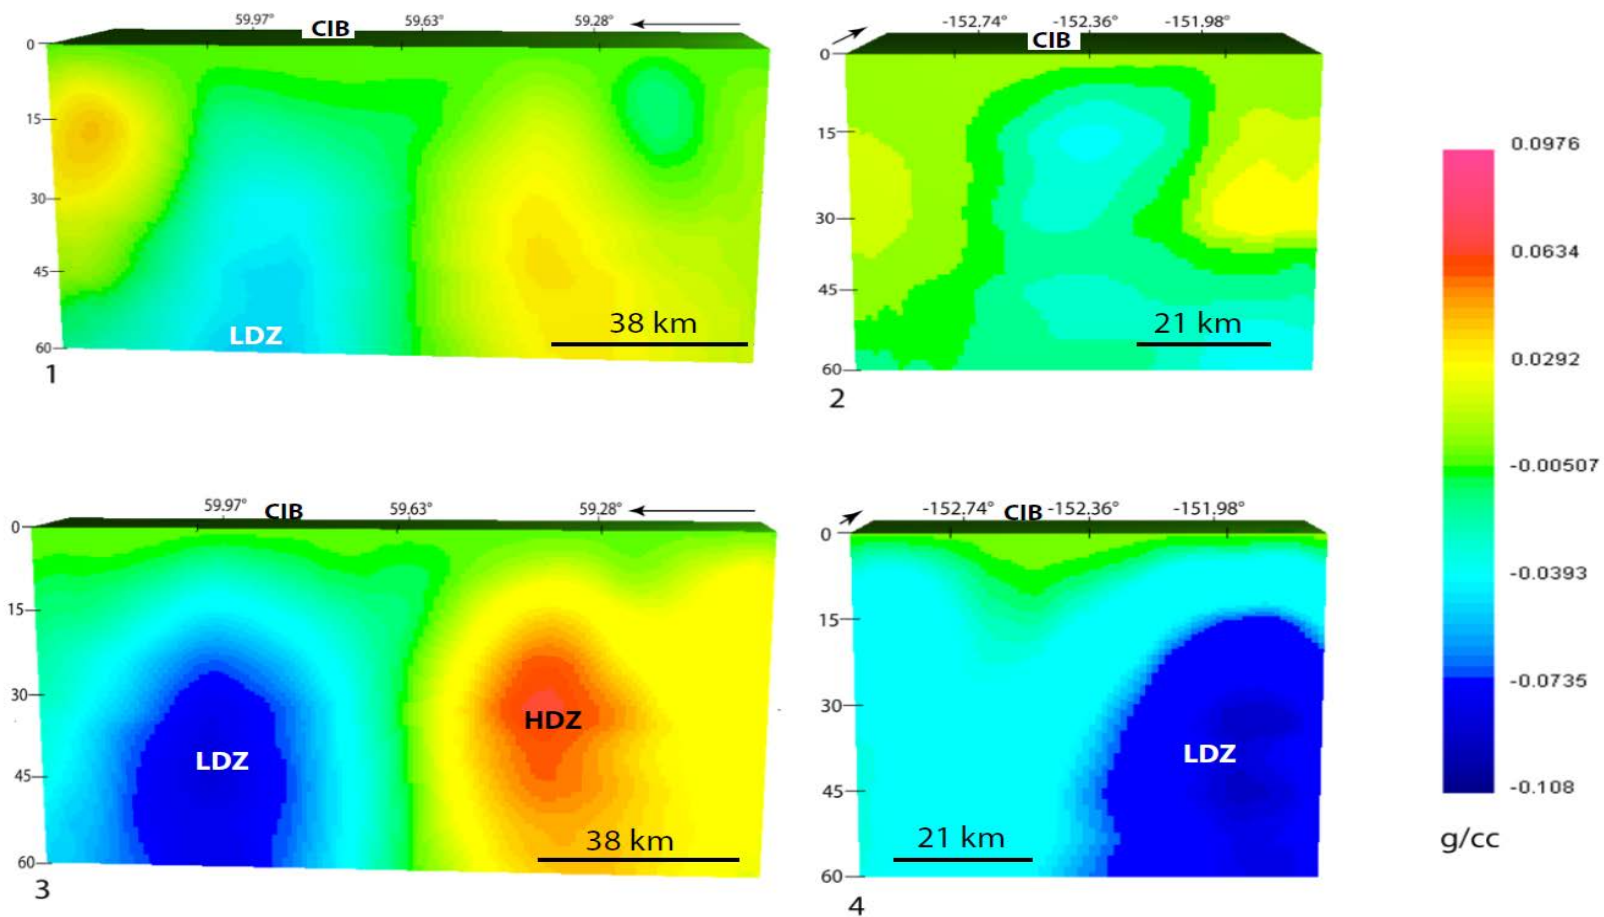 59.97° CIB 59.63° 59.28°
0
15
30
45
60
LDZ
38 km
1
-152.74° -152.36° -151.98°
CIB
0
15
30
45
60
21 km
2
59.97° CIB 59.63° 59.28°
0
15
30
45
60
LDZ
HDZ
38 km
3
-152.74° CIB -152.36° -151.98°
0
15
30
45
60
LDZ
21 km
4
0.0976
0.0634
0.0292
-0.00507
-0.0393
-0.0735
-0.108
g/cc